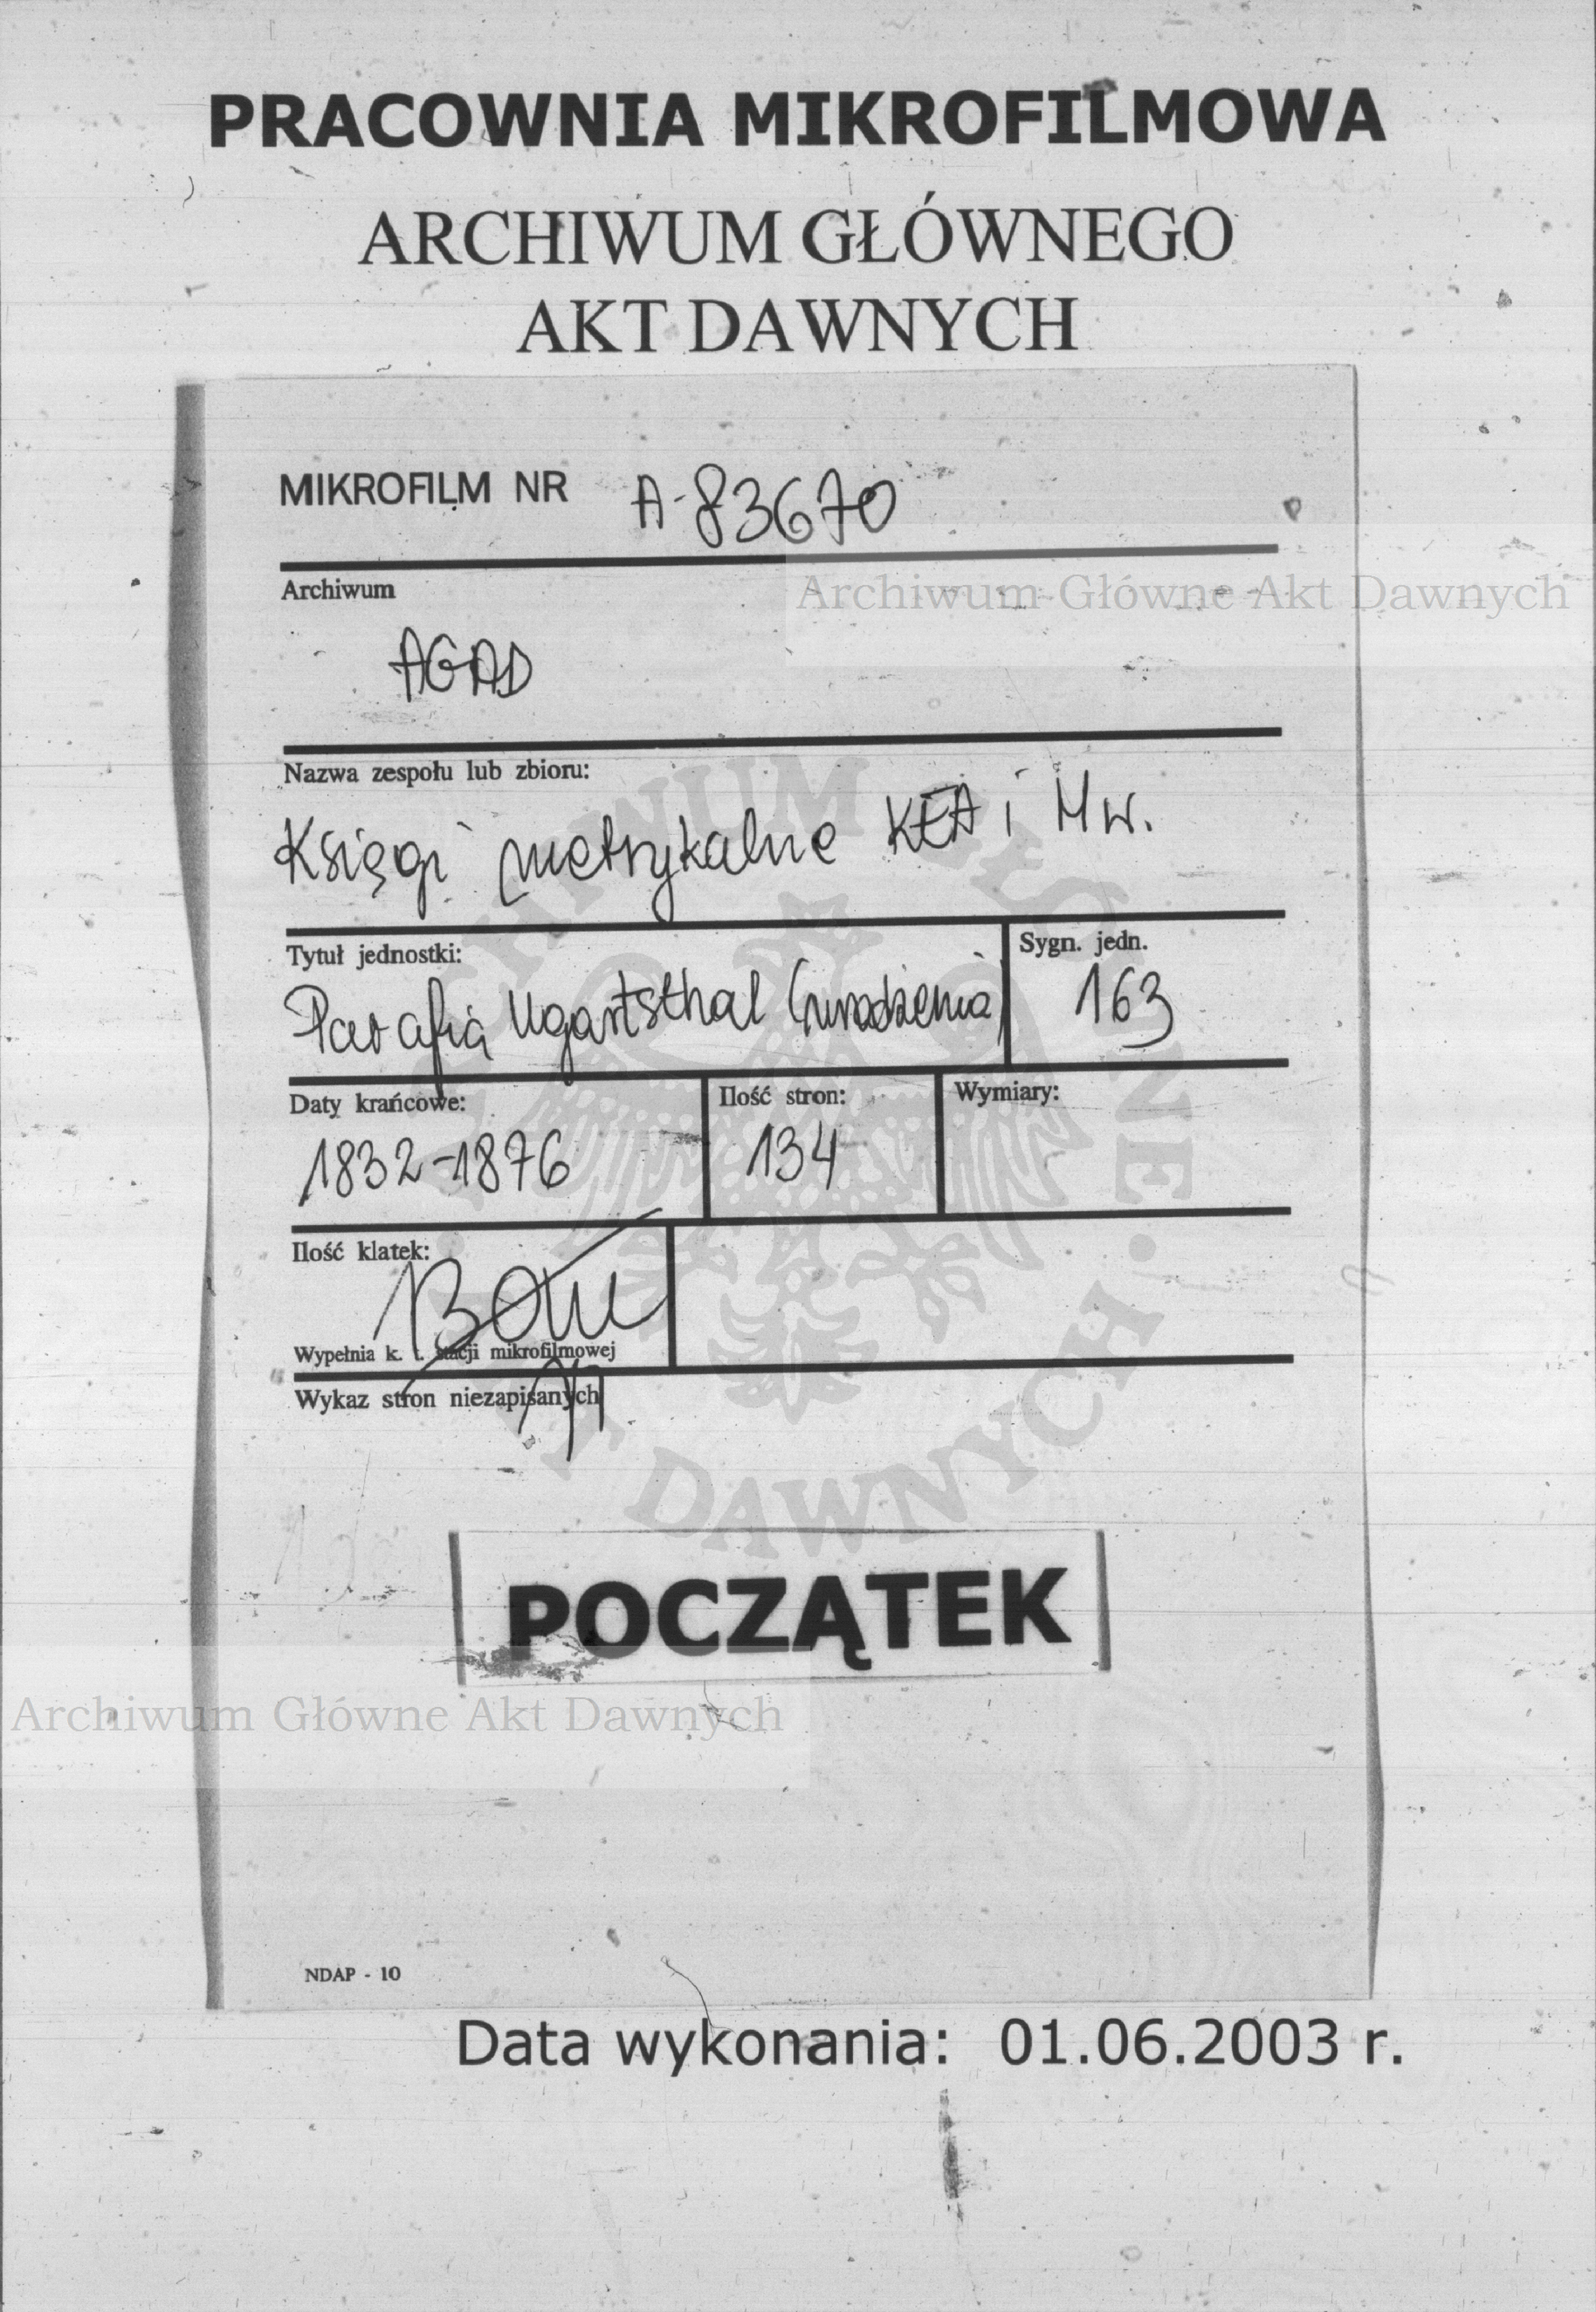 PRACOWNIA MIKROFILMOWA
ARCHIWUM GŁÓWNEGO
AKT DAWNYCH
MIKROFILM NR A-83670
Archiwum
Archiwum Główne Akt Dawnych
AGAD
Nazwa zespołu lub zbioru:
Księgi metrykalne KEA i Hw.
Tytuł jednostki:
Parafia Ugartsthal (urodzenia)
Sygn. jedn.
163
Daty krańcowe:
1832-1876
Ilość stron:
134
Wymiary:
Ilość klatek:
Wypełnia k. t. stacji mikrofilmowej
Wykaz stron niezapisanych
DAWNYCH
POCZĄTEK
Archiwum Główne Akt Dawnych
NDAP - 10
Data wykonania: 01.06.2003 r.